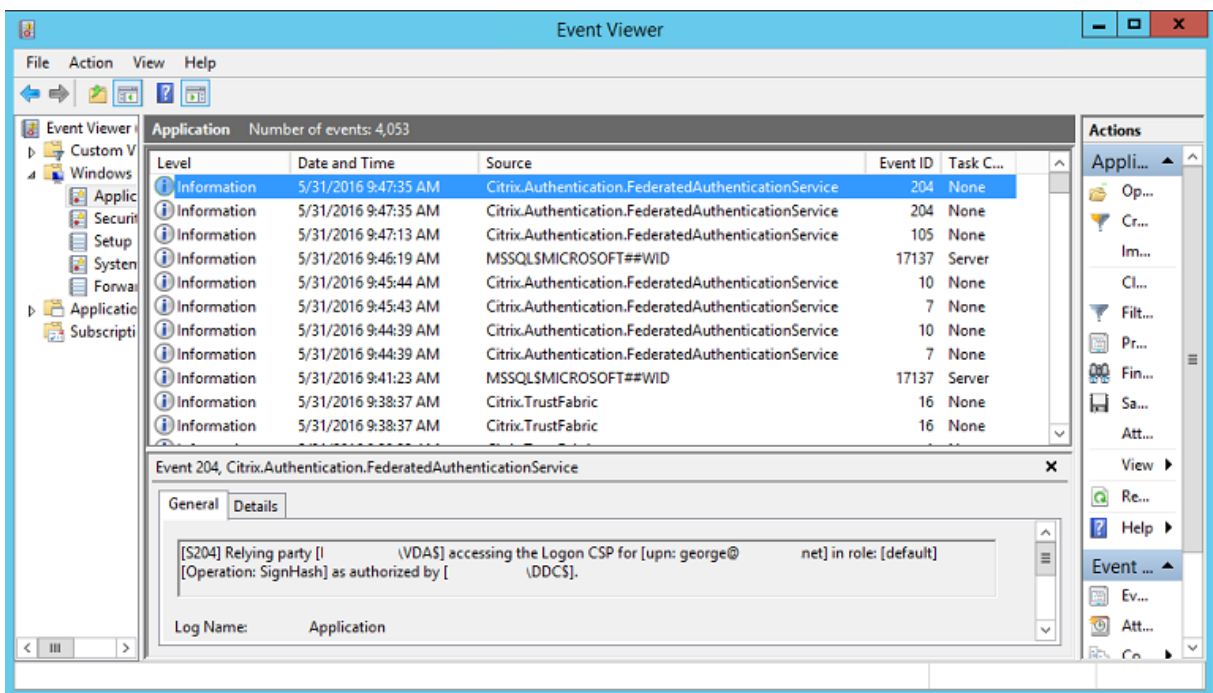 Event Viewer
File Action View Help
Event Viewer
Custom V
Windows
Applic
Securit
Setup
System
Forwar
Applicatio
Subscripti
Application Number of events: 4,053
Level Date and Time Source Event ID Task C...
Information 5/31/2016 9:47:35 AM Citrix.Authentication.FederatedAuthenticationService 204 None
Information 5/31/2016 9:47:35 AM Citrix.Authentication.FederatedAuthenticationService 204 None
Information 5/31/2016 9:47:13 AM Citrix.Authentication.FederatedAuthenticationService 105 None
Information 5/31/2016 9:46:19 AM MSSQL$MICROSOFT##WID 17137 Server
Information 5/31/2016 9:45:44 AM Citrix.Authentication.FederatedAuthenticationService 10 None
Information 5/31/2016 9:45:43 AM Citrix.Authentication.FederatedAuthenticationService 7 None
Information 5/31/2016 9:44:39 AM Citrix.Authentication.FederatedAuthenticationService 10 None
Information 5/31/2016 9:44:39 AM Citrix.Authentication.FederatedAuthenticationService 7 None
Information 5/31/2016 9:41:23 AM MSSQL$MICROSOFT##WID 17137 Server
Information 5/31/2016 9:38:37 AM Citrix.TrustFabric 16 None
Information 5/31/2016 9:38:37 AM Citrix.TrustFabric 16 None
Event 204, Citrix.Authentication.FederatedAuthenticationService
General Details
[S204] Relying party [ \VDA$] accessing the Logon CSP for [upn: george@ .net] in role: [default]
[Operation: SignHash] as authorized by [ \DDC$].
Log Name: Application
Actions
Appli...
Op...
Cr...
Im...
Cl...
Filt...
Pr...
Fin...
Sa...
Att...
View
Re...
Help
Event ...
Ev...
Att...
Co